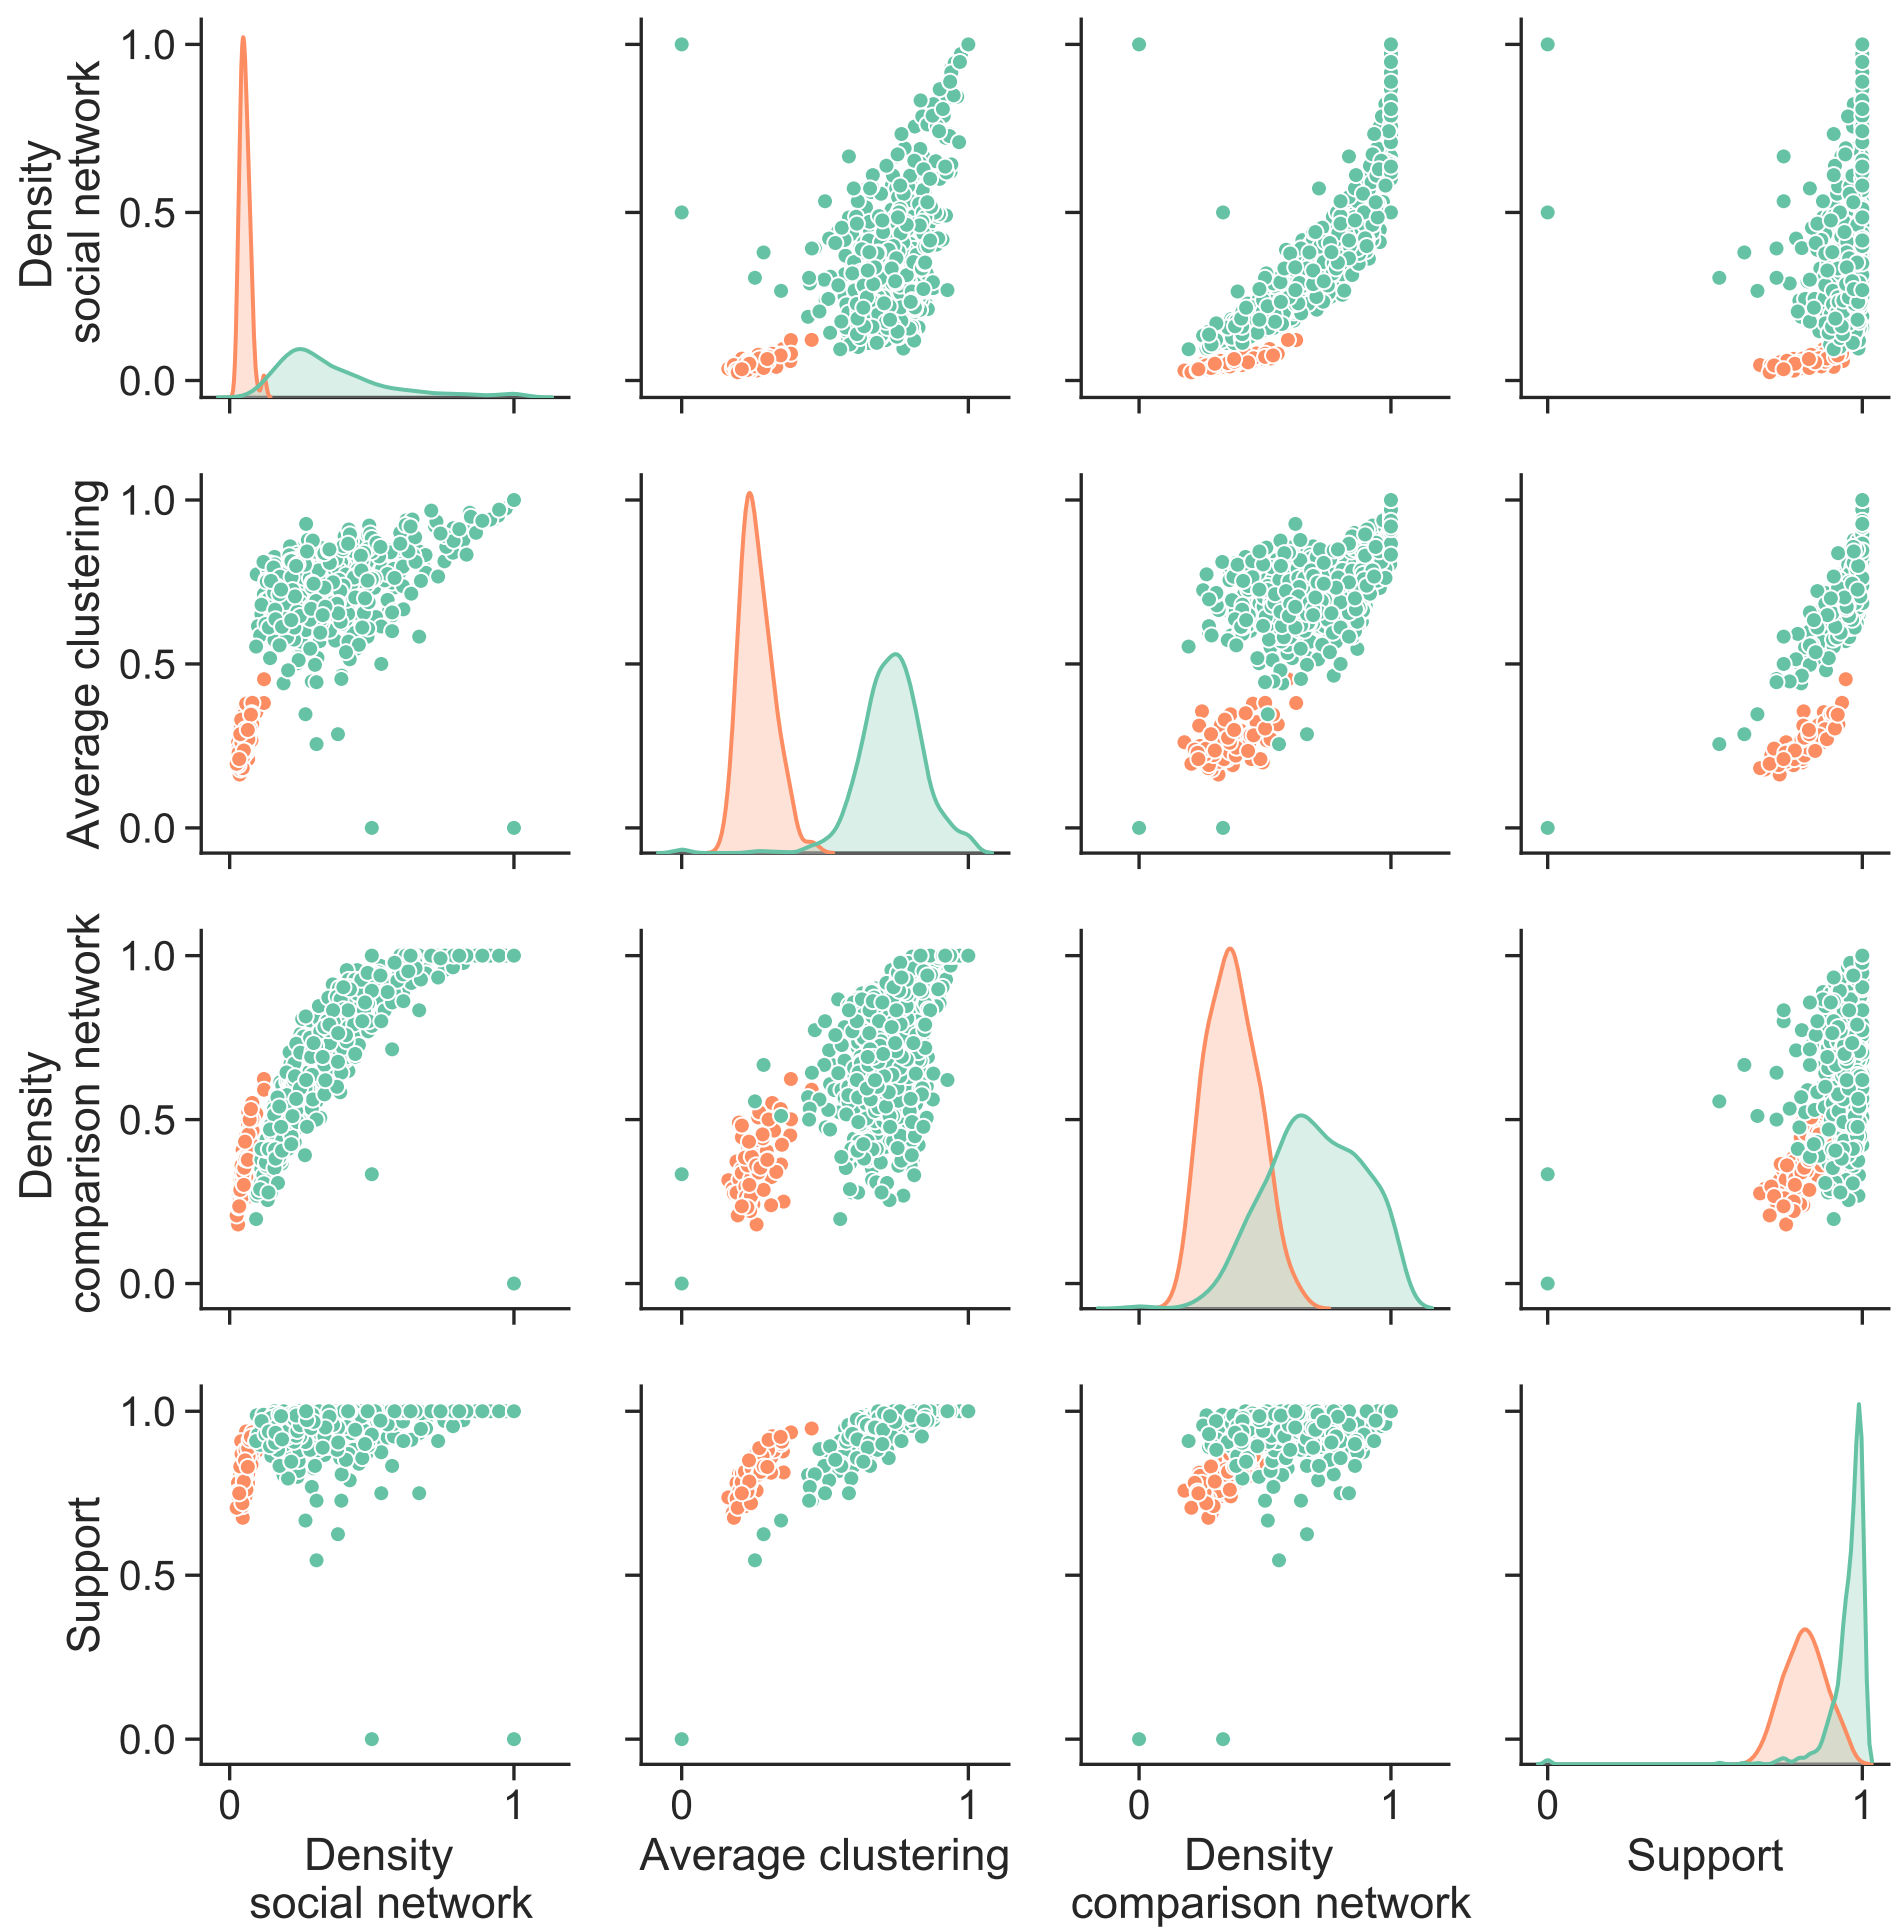 Density
social network
1.0
0.5
0.0
Average clustering
1.0
0.5
0.0
Density
comparison network
1.0
0.5
0.0
Support
1.0
0.5
0.0
0 1
0 1
0 1
0 1
Density
social network
Average clustering
Density
comparison network
Support